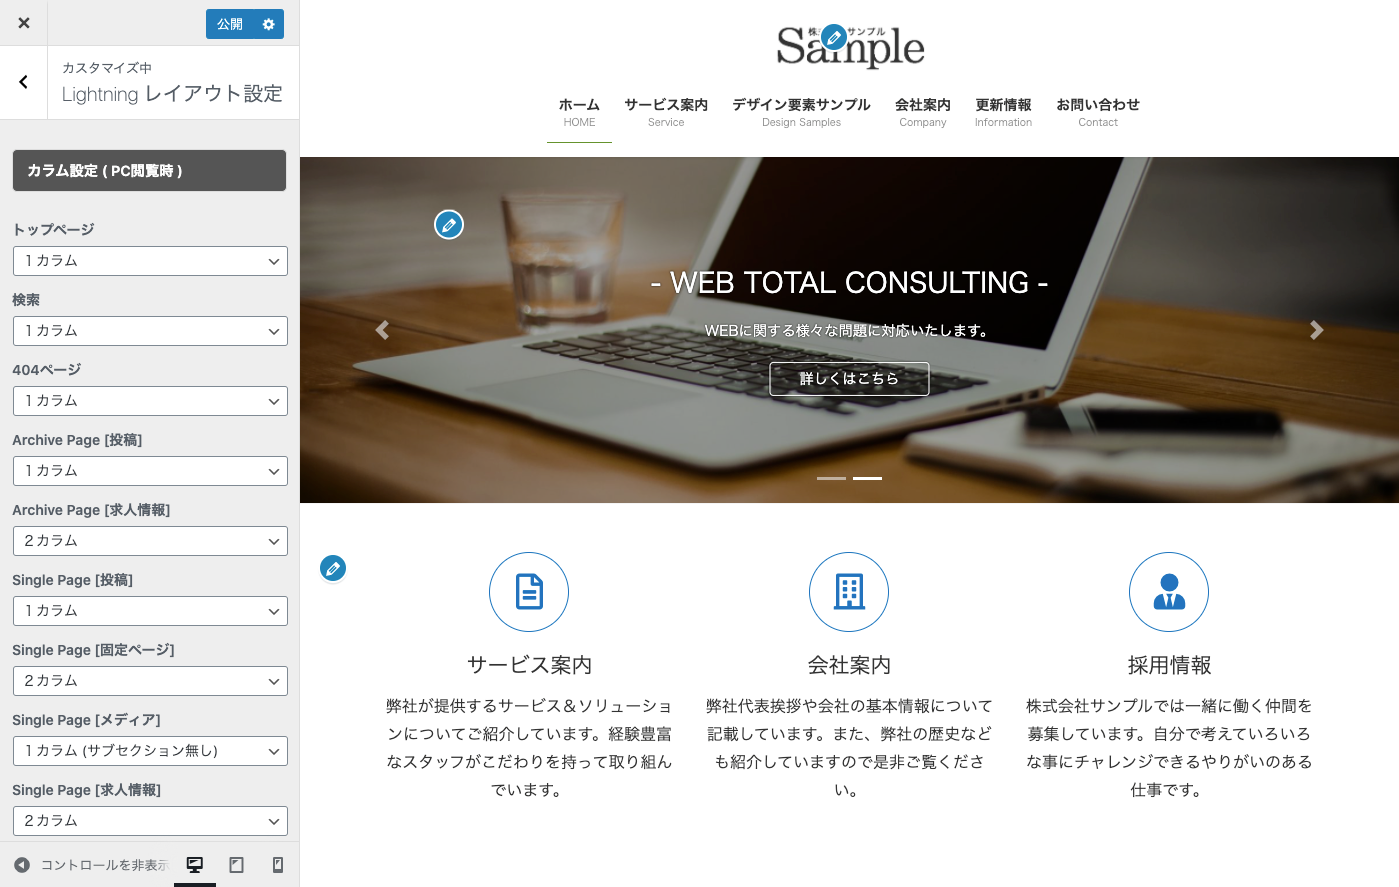 公開
カスタマイズ中
Lightning レイアウト設定
カラム設定 ( PC閲覧時 )
トップページ
1カラム
検索
1カラム
404ページ
1カラム
Archive Page [投稿]
1カラム
Archive Page [求人情報]
2カラム
Single Page [投稿]
1カラム
Single Page [固定ページ]
2カラム
Single Page [メディア]
1カラム (サブセクション無し)
Single Page [求人情報]
2カラム
コントロールを非表示
サンプル
Sample
ホーム サービス案内 デザイン要素サンプル 会社案内 更新情報 お問い合わせ
HOME Service Design Samples Company Information Contact
- WEB TOTAL CONSULTING -
WEBに関する様々な問題に対応いたします。
詳しくはこちら
サービス案内
弊社が提供するサービス＆ソリューショ
ンについてご紹介しています。経験豊富
なスタッフがこだわりを持って取り組ん
でいます。
会社案内
弊社代表挨拶や会社の基本情報について
記載しています。また、弊社の歴史など
も紹介していますので是非ご覧くださ
い。
採用情報
株式会社サンプルでは一緒に働く仲間を
募集しています。自分で考えていろいろ
な事にチャレンジできるやりがいのある
仕事です。